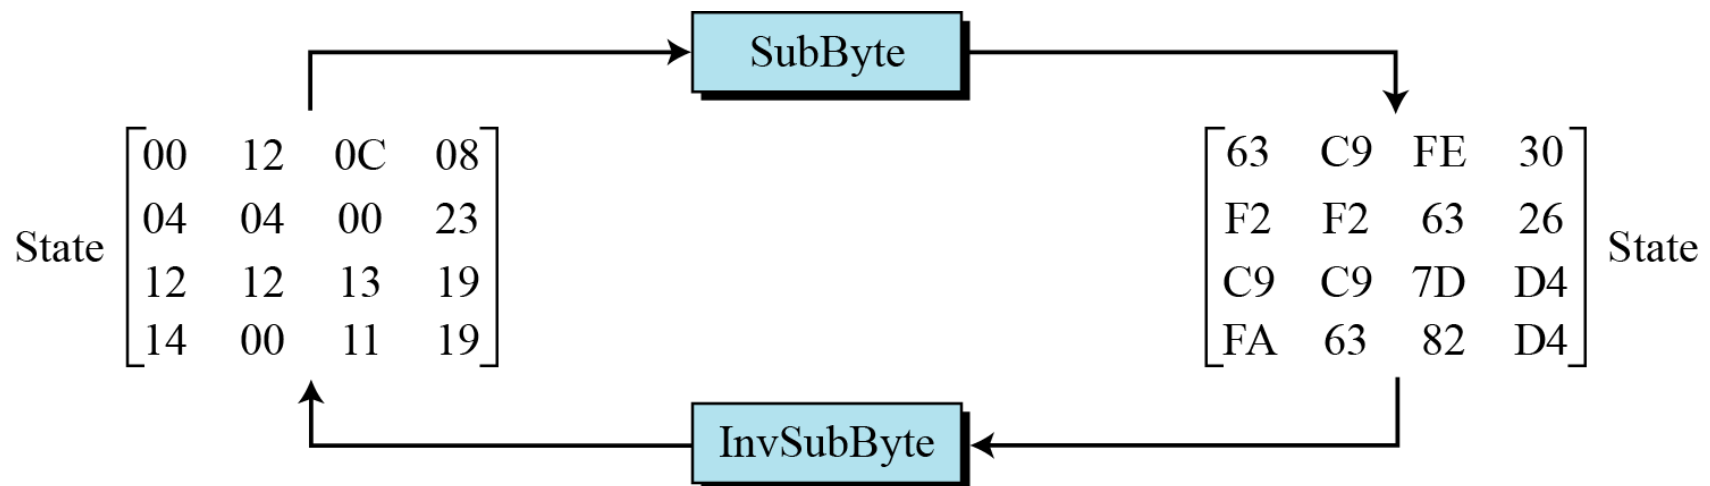 SubByte
00 12 0C 08 63 C9 FE 30
04 04 00 23 F2 F2 63 26
State State
12 12 13 19 C9 C9 7D D4
14 00 11 19 FA 63 82 D4
InvSubByte